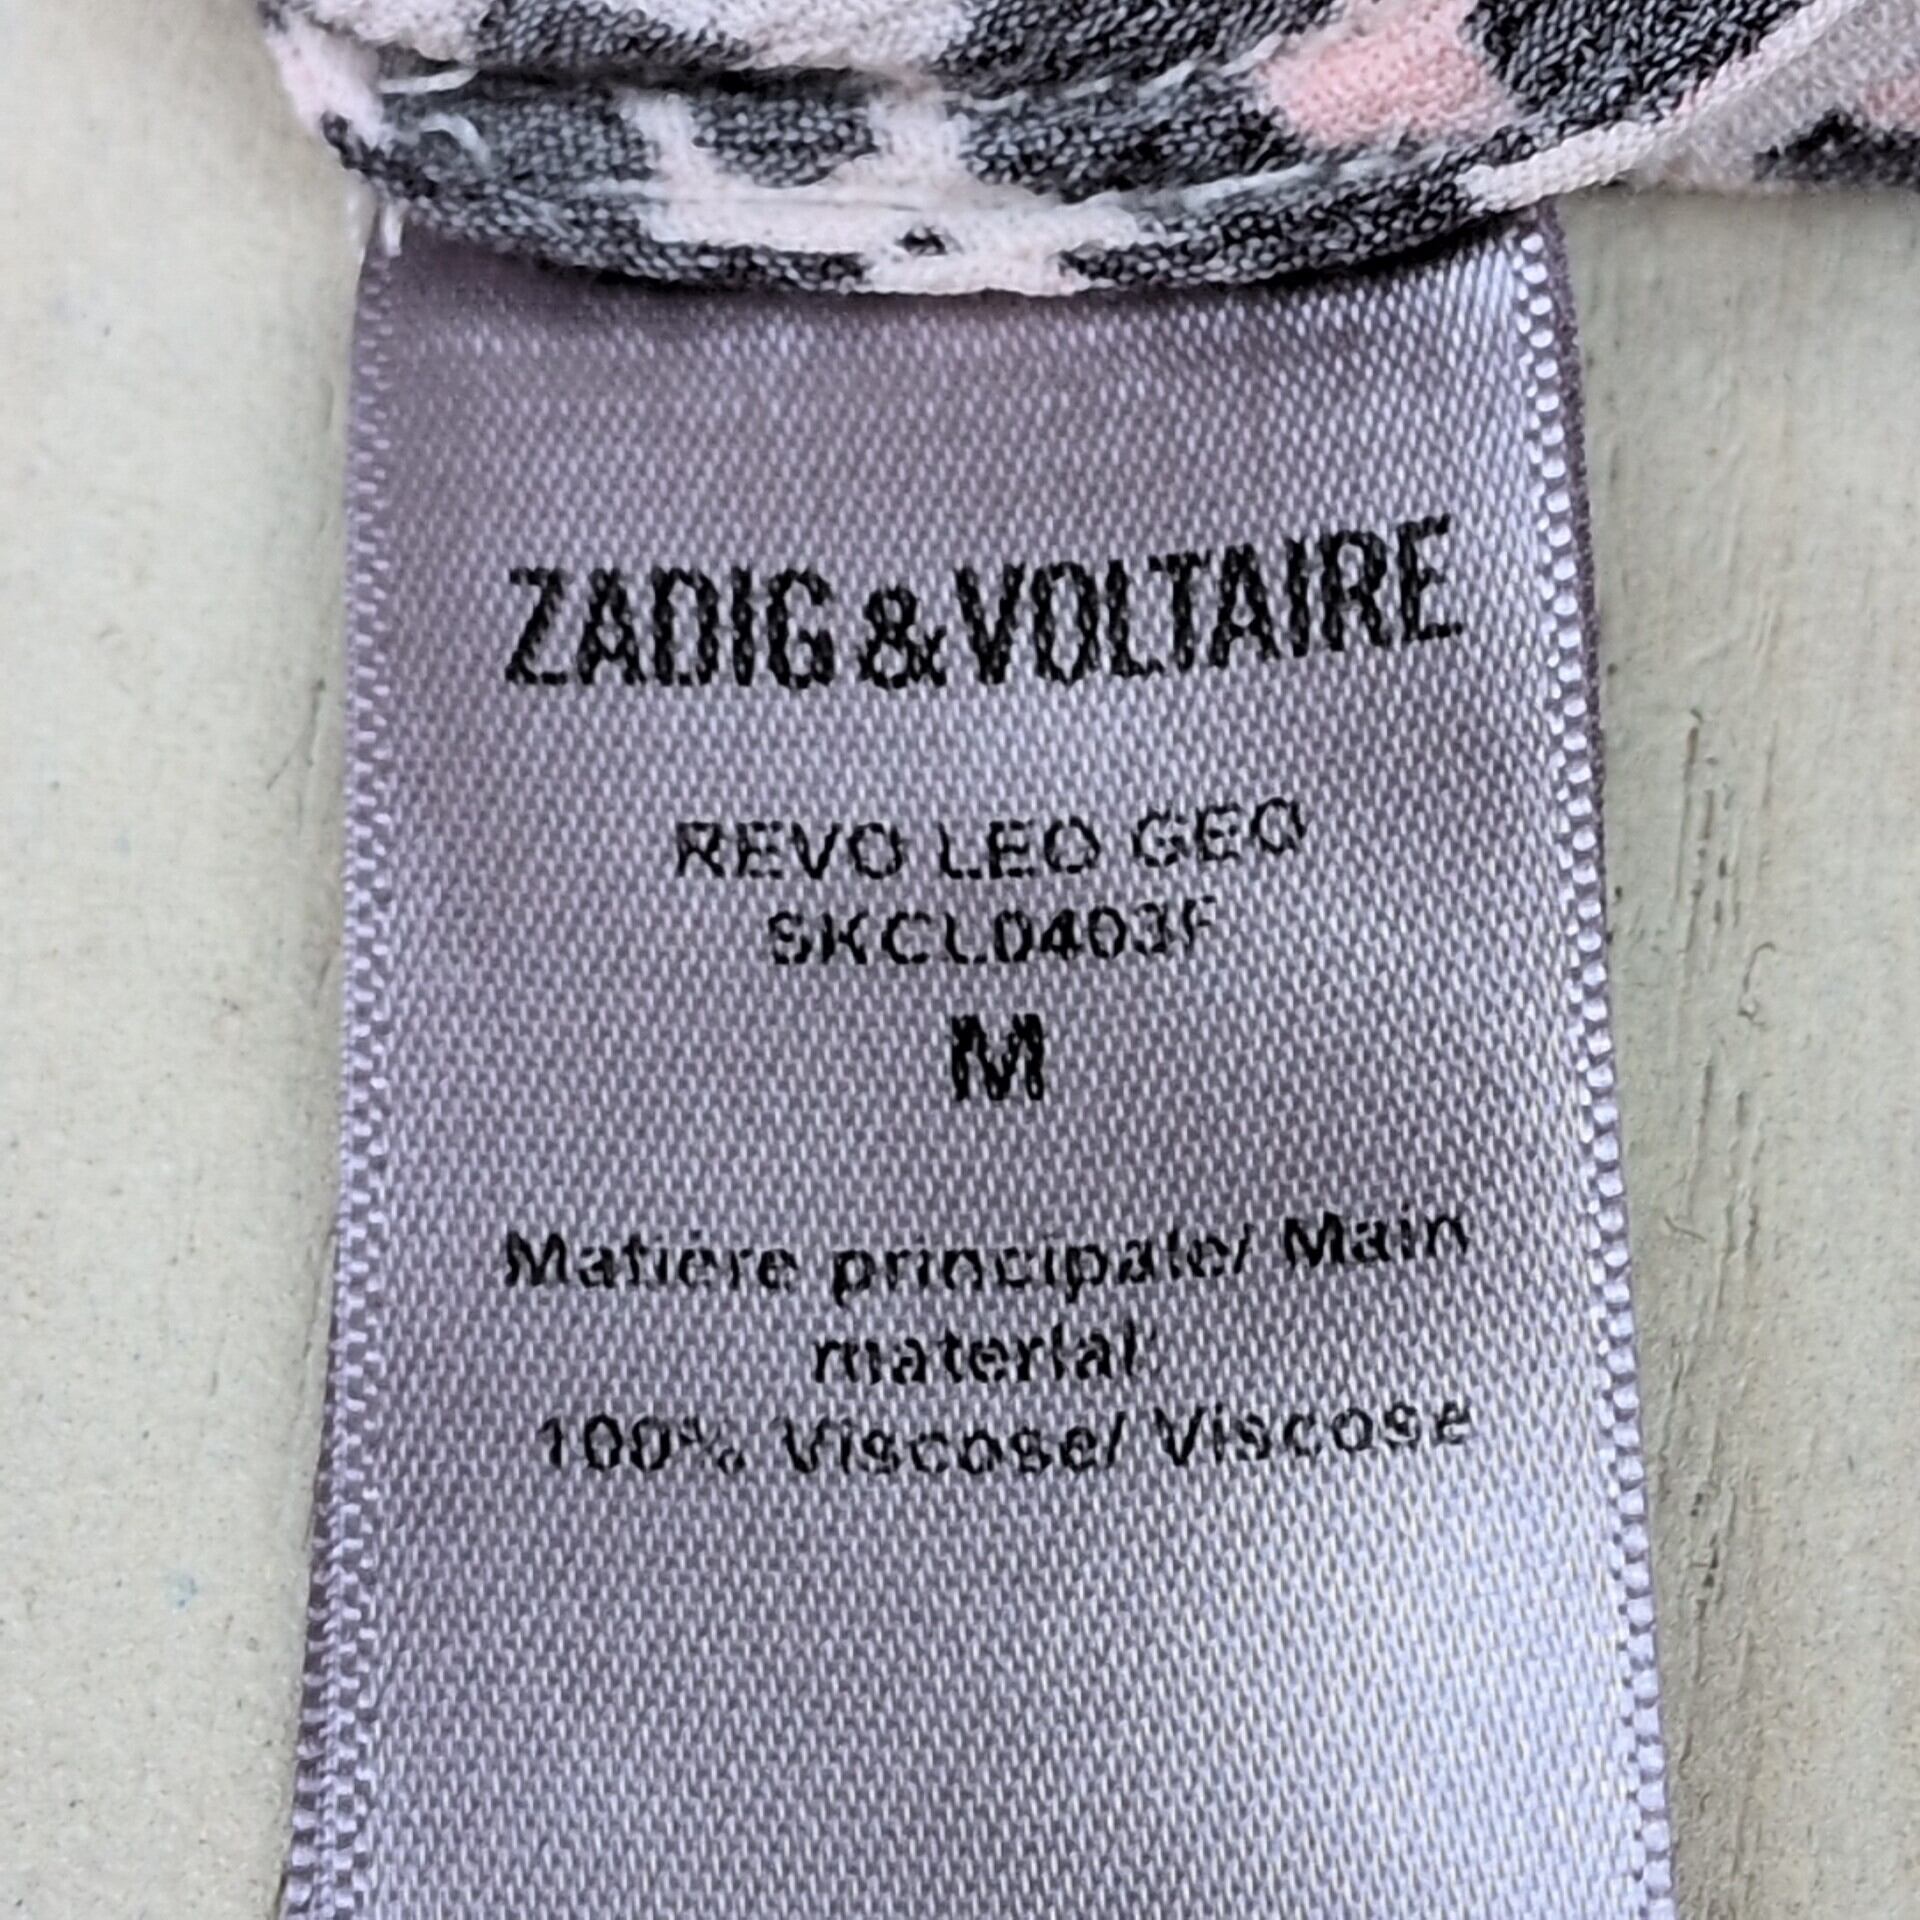 ZADIG & VOLTAIRE
REVO LEO GEO
SKCL0403F
M
Matière principale/ Main
material:
100% Viscose/ Viscose